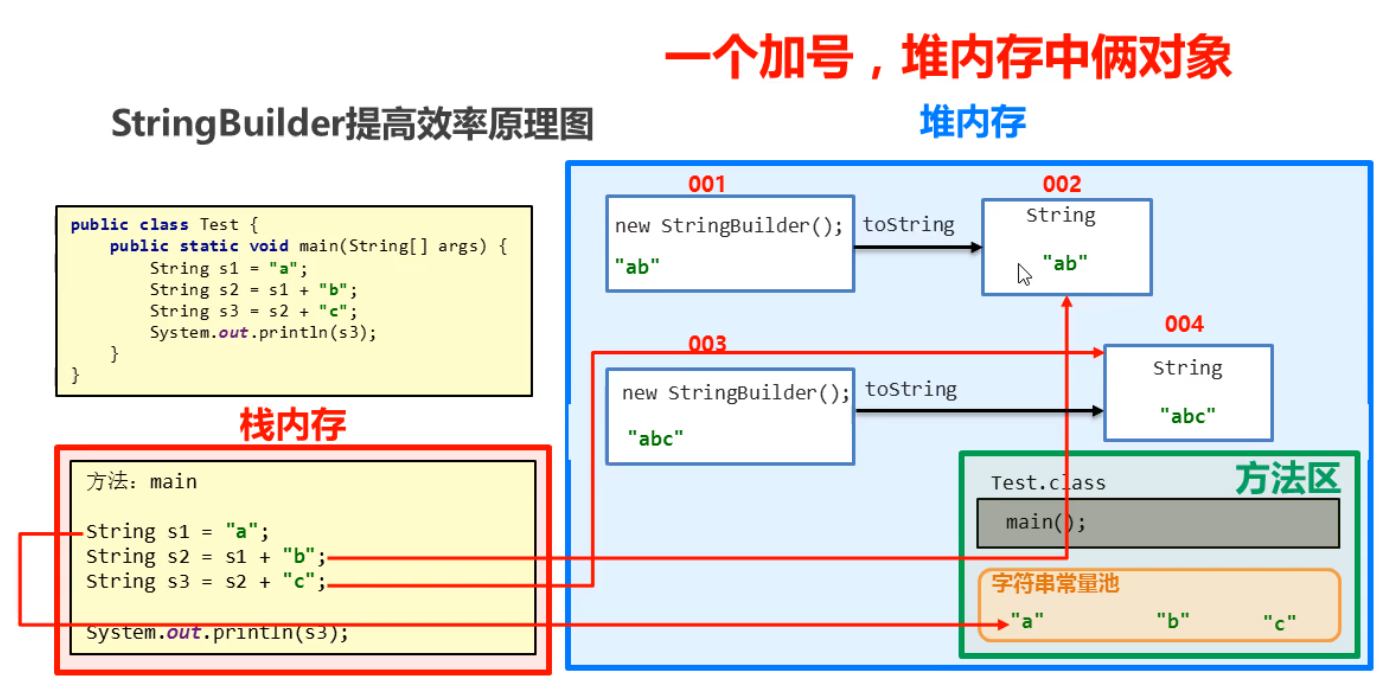 一个加号，堆内存中俩对象
StringBuilder提高效率原理图
堆内存
public class Test {
public static void main(String[] args) {
String s1 = "a";
String s2 = s1 + "b";
String s3 = s2 + "c";
System.out.println(s3);
}
}
栈内存
方法：main
String s1 = "a";
String s2 = s1 + "b";
String s3 = s2 + "c";
System.out.println(s3);
001
new StringBuilder();
"ab"
toString
002
String
"ab"
003
new StringBuilder();
"abc"
toString
004
String
"abc"
Test.class
方法区
main();
字符串常量池
"a" "b" "c"